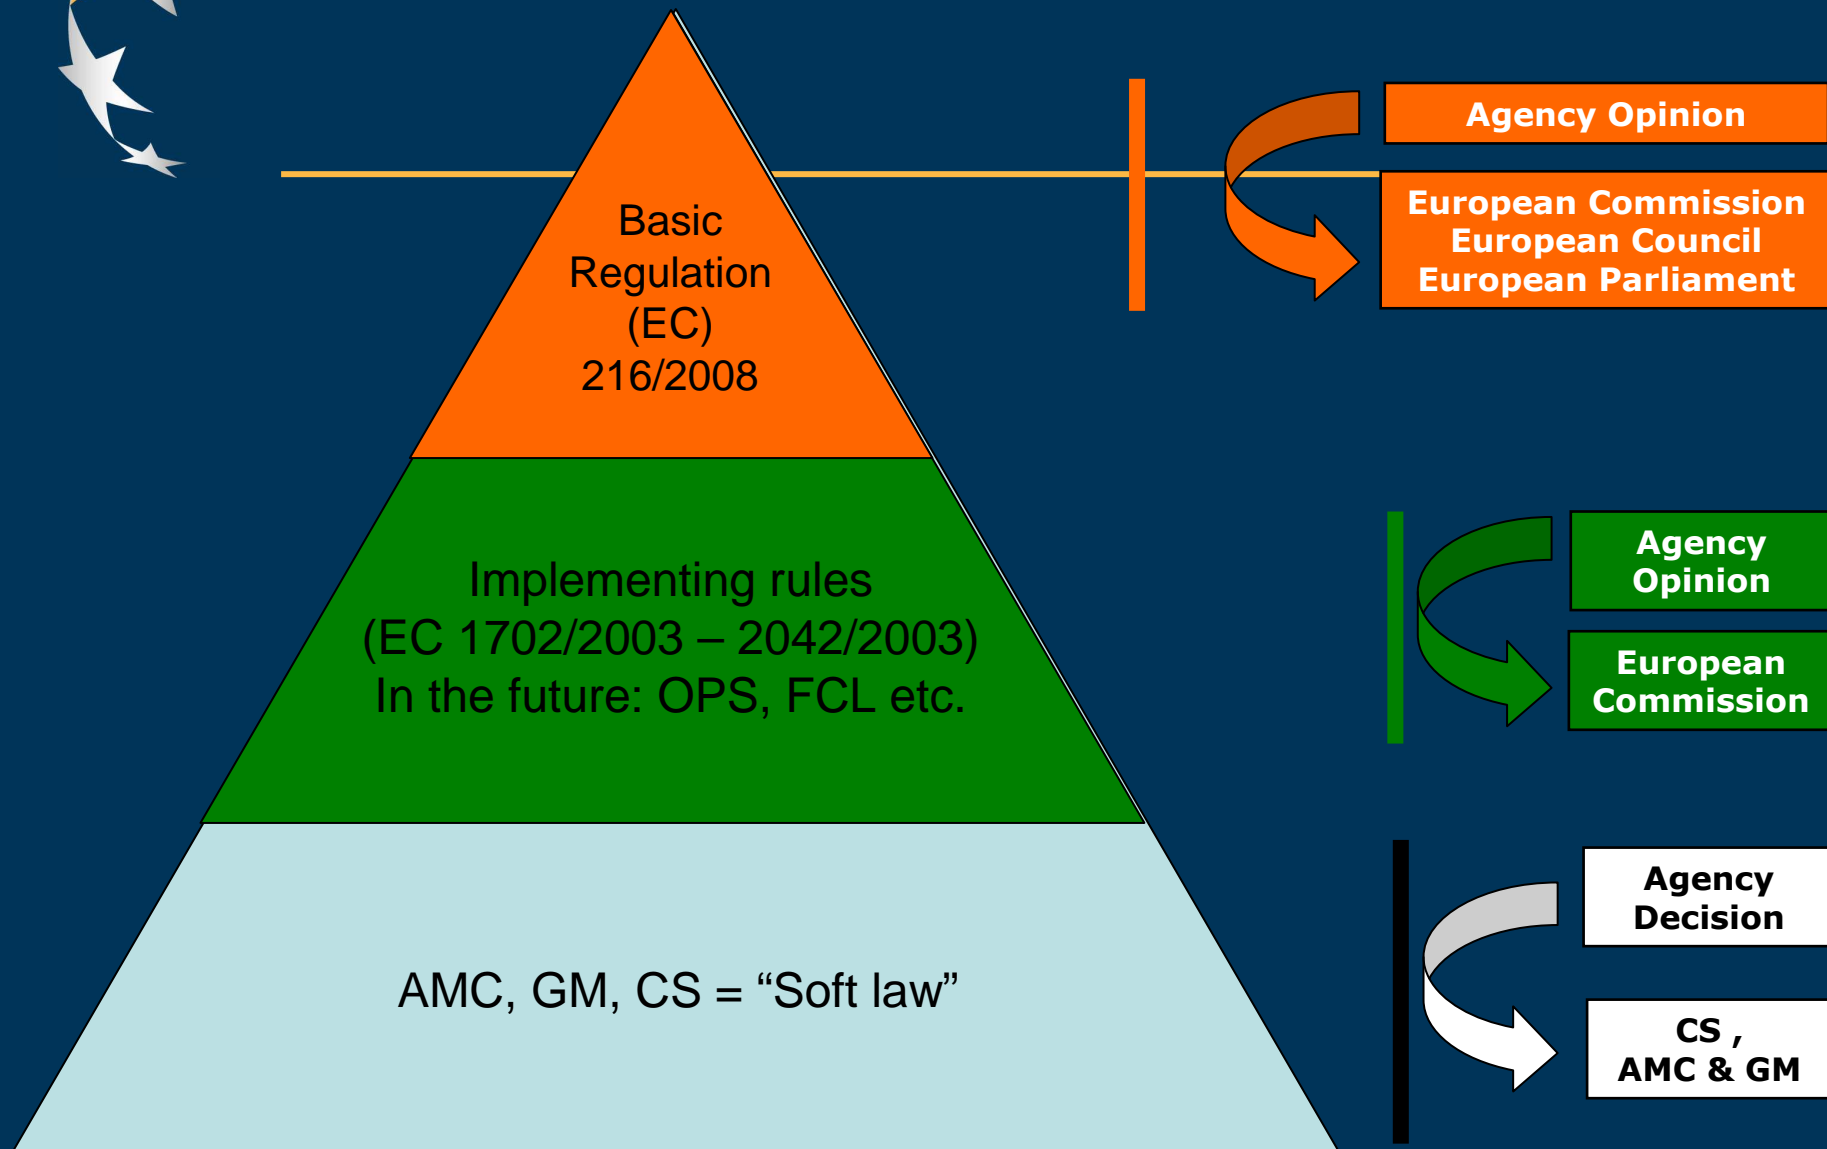 Basic
Regulation
(EC)
216/2008
Agency Opinion
European Commission
European Council
European Parliament
Implementing rules
(EC 1702/2003 – 2042/2003)
In the future: OPS, FCL etc.
Agency
Opinion
European
Commission
AMC, GM, CS = “Soft law”
Agency
Decision
CS ,
AMC & GM